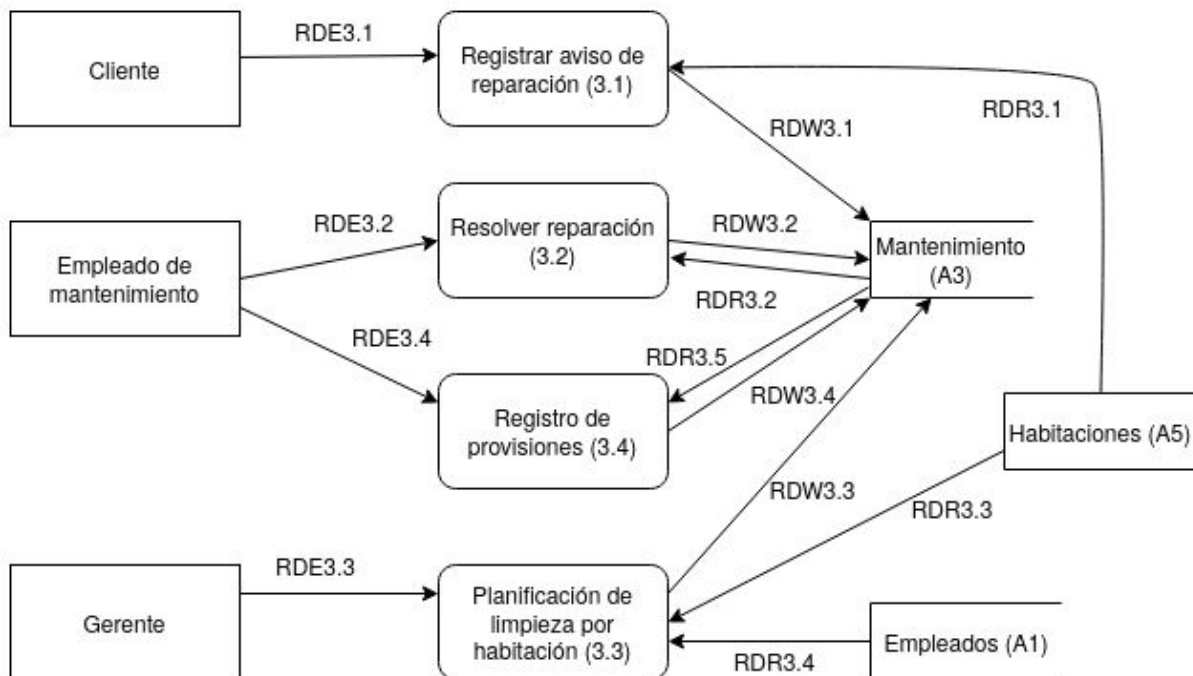 RDE3.1
Cliente
Registrar aviso de
reparación (3.1)
RDR3.1
RDW3.1
RDE3.2
Resolver reparación
(3.2)
RDW3.2
Mantenimiento
(A3)
Empleado de
mantenimiento
RDR3.2
RDE3.4
RDR3.5
RDW3.4
Registro de
provisiones (3.4)
Habitaciones (A5)
RDW3.3
RDR3.3
RDE3.3
Gerente
Planificación de
limpieza por
habitación (3.3)
Empleados (A1)
RDR3.4